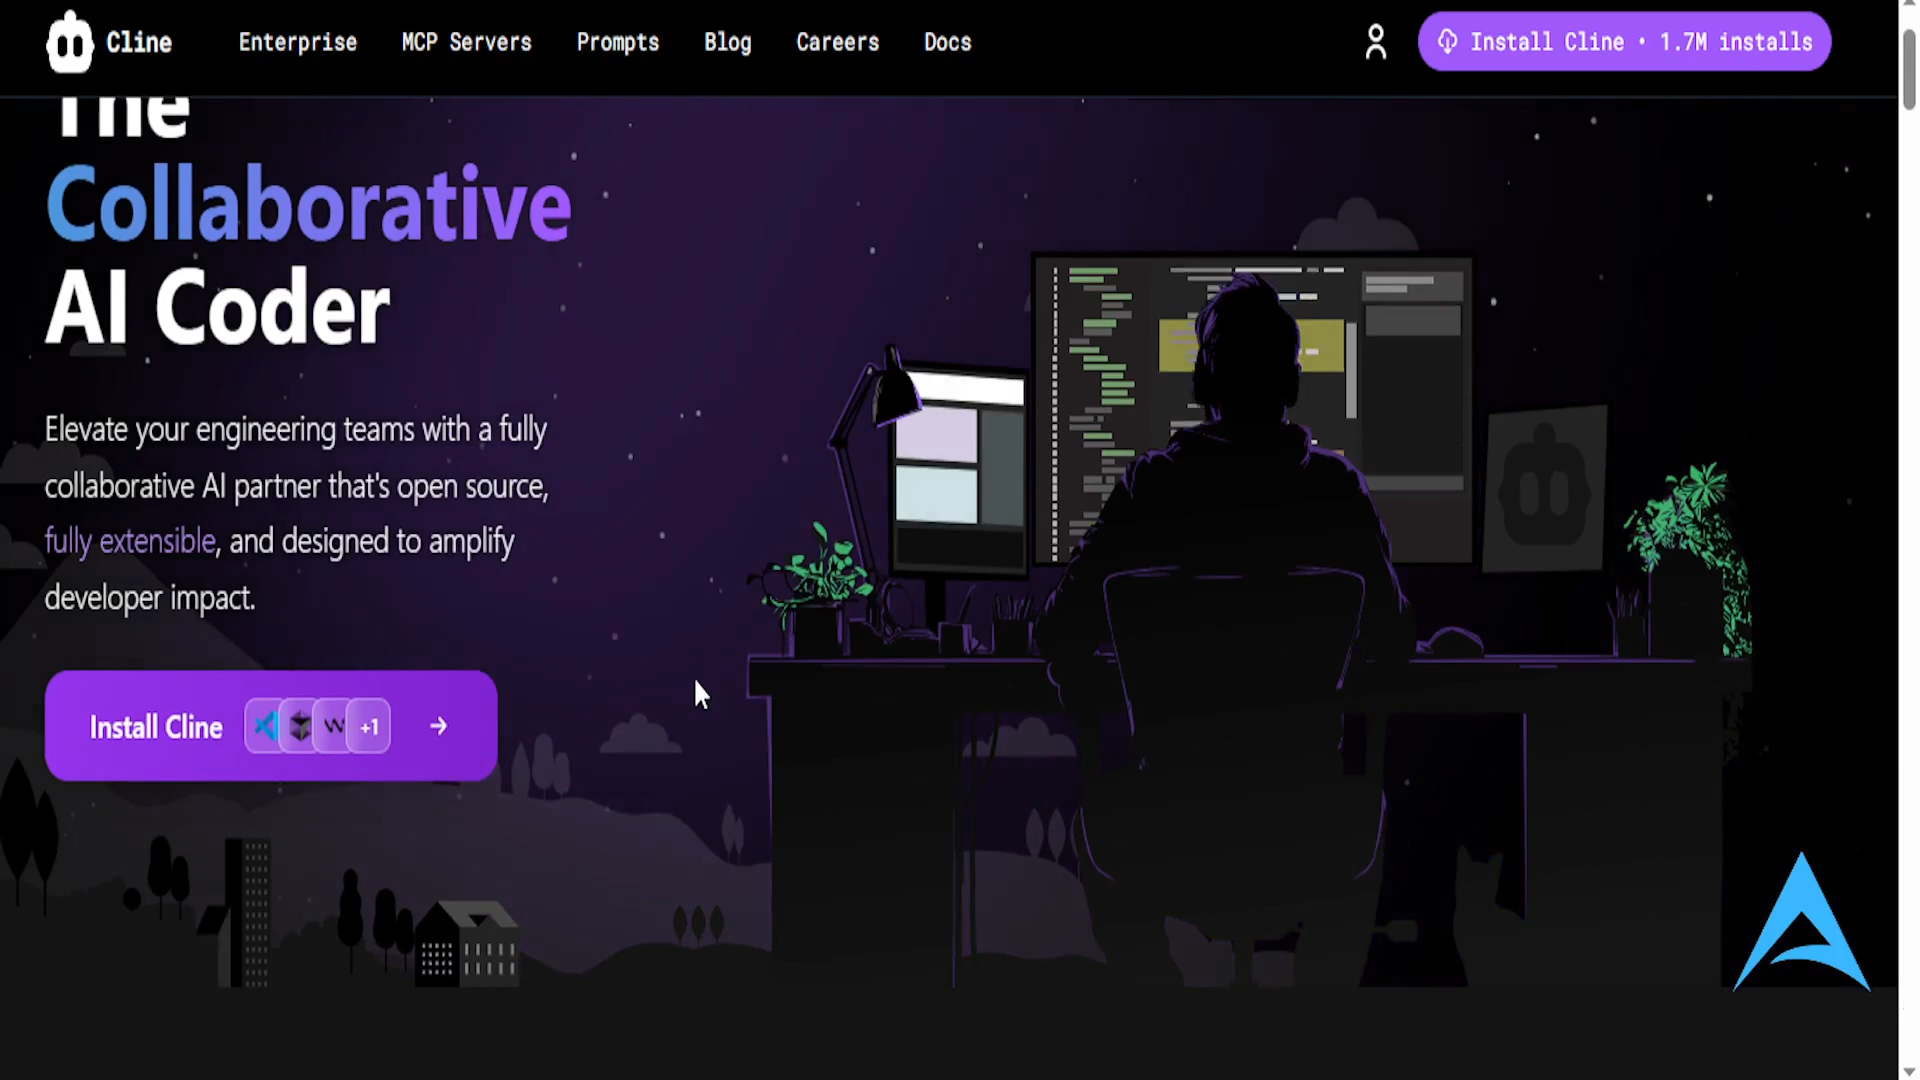 Cline
Enterprise
MCP Servers
Prompts
Blog
Careers
Docs
Install Cline • 1.7M installs
The
Collaborative
AI Coder
Elevate your engineering teams with a fully
collaborative AI partner that's open source,
fully extensible, and designed to amplify
developer impact.
Install Cline +1 →